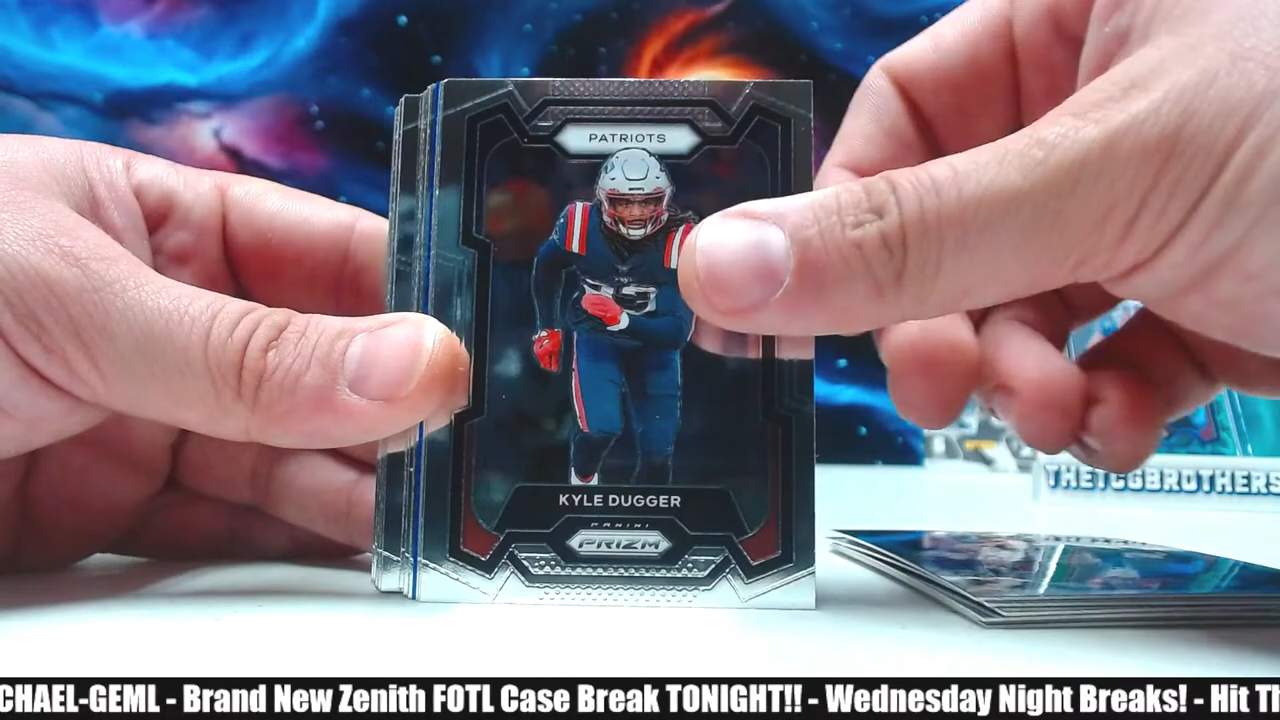 PATRIOTS
KYLE DUGGER
PANINI
PRIZM
THETCGBROTHERS
CHAEL-GEML - Brand New Zenith FOTL Case Break TONIGHT!! - Wednesday Night Breaks! - Hit Th